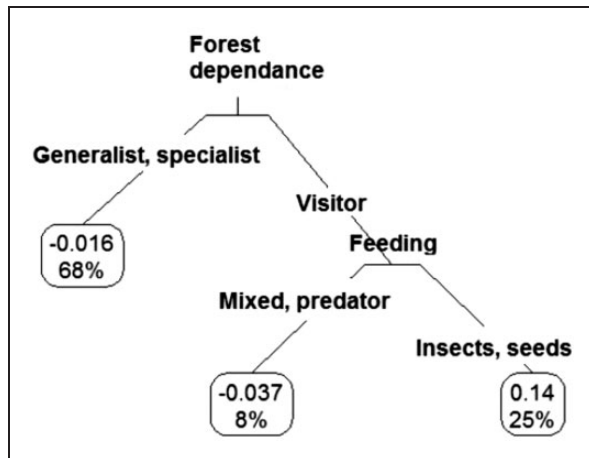 Forest
dependance
Generalist, specialist
Visitor
-0.016
68%
Feeding
Mixed, predator
Insects, seeds
-0.037
8%
0.14
25%